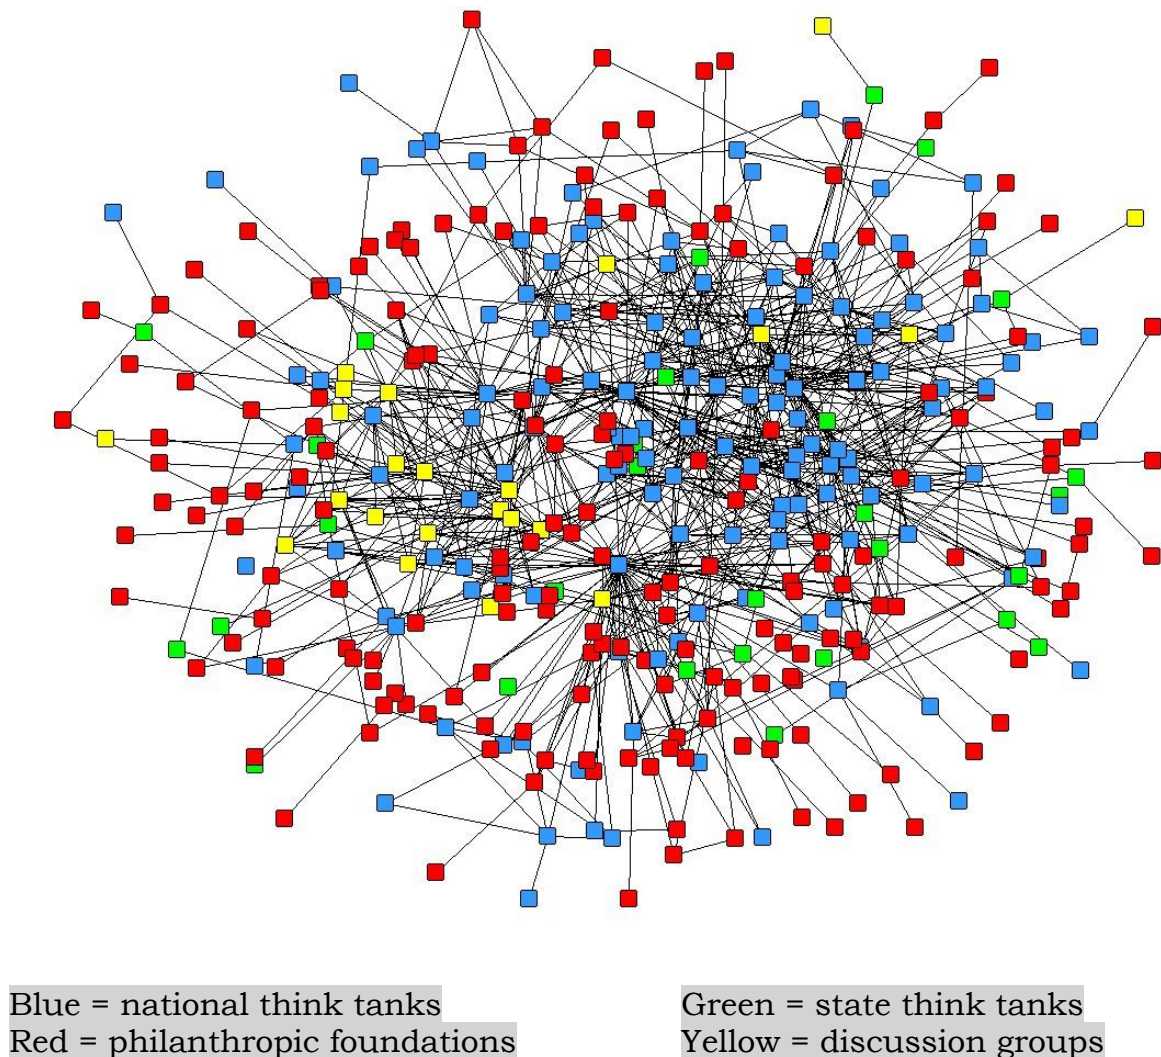 Blue = national think tanks
Green = state think tanks
Red = philanthropic foundations
Yellow = discussion groups